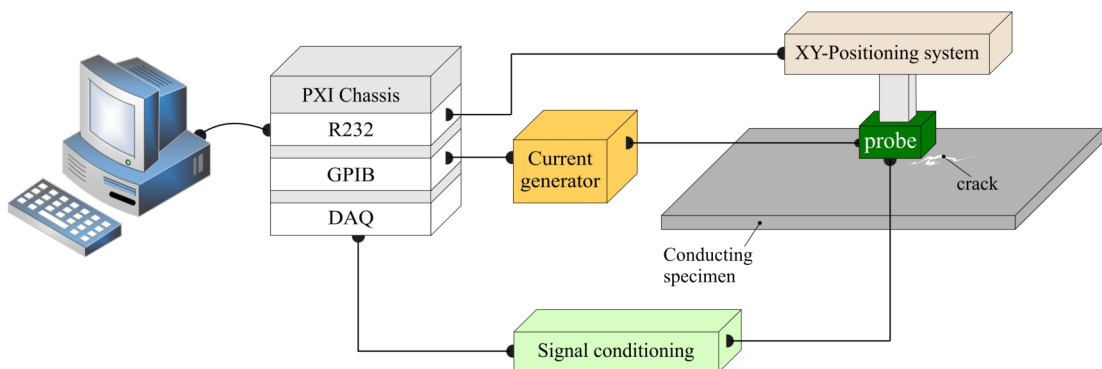 XY-Positioning system
PXI Chassis
R232
GPIB
DAQ
Current
generator
probe
crack
Conducting
specimen
Signal conditioning